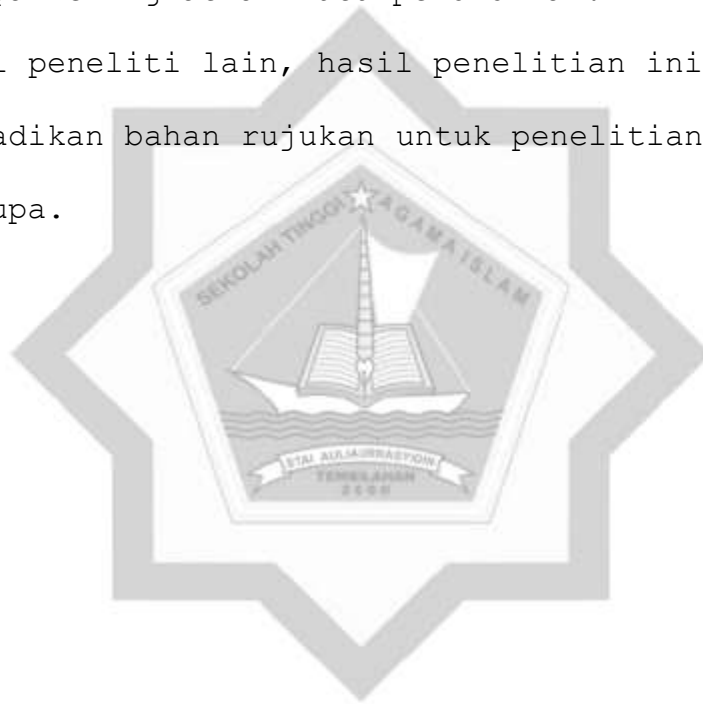 l peneliti lain, hasil penelitian ini
adikan bahan rujukan untuk penelitian
upa.
SEKOLAH TINGGI AGAMA ISLAM
STAI AULIAURRASYIDIN
TEMBILAHAN